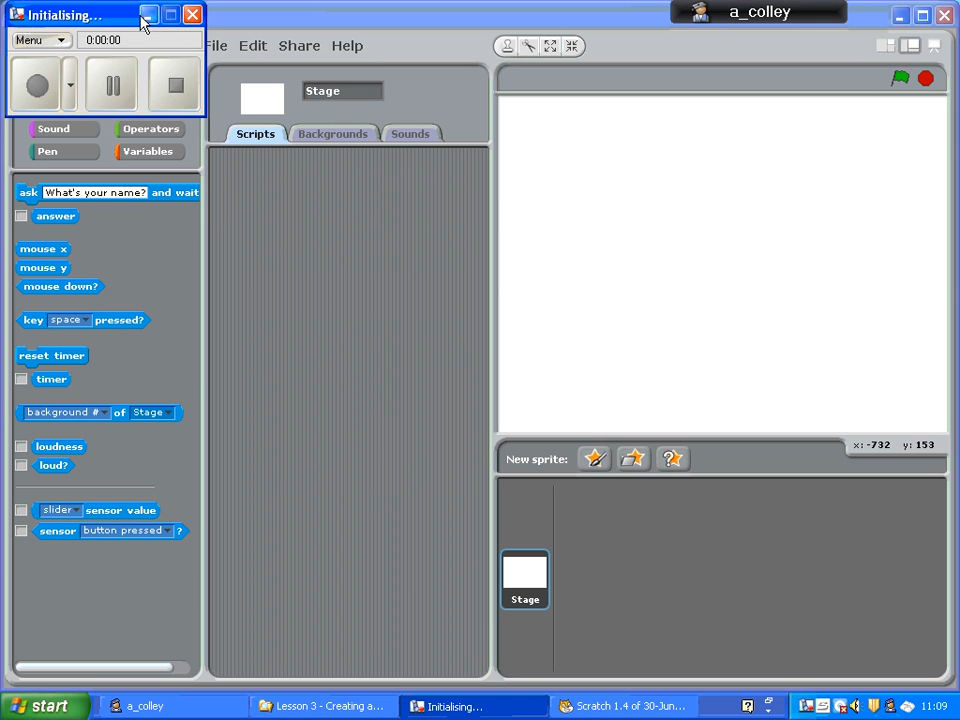 Initialising...
a_colley
Menu
0:00:00
File Edit Share Help
Stage
Sound
Operators
Pen
Variables
Scripts
Backgrounds
Sounds
ask What's your name? and wait
answer
mouse x
mouse y
mouse down?
key space pressed?
reset timer
timer
background # of Stage
loudness
loud?
slider sensor value
sensor button pressed ?
x: -732 y: 153
New sprite:
Stage
start
a_colley
Lesson 3 - Creating a...
Initialising...
Scratch 1.4 of 30-Jun...
11:09